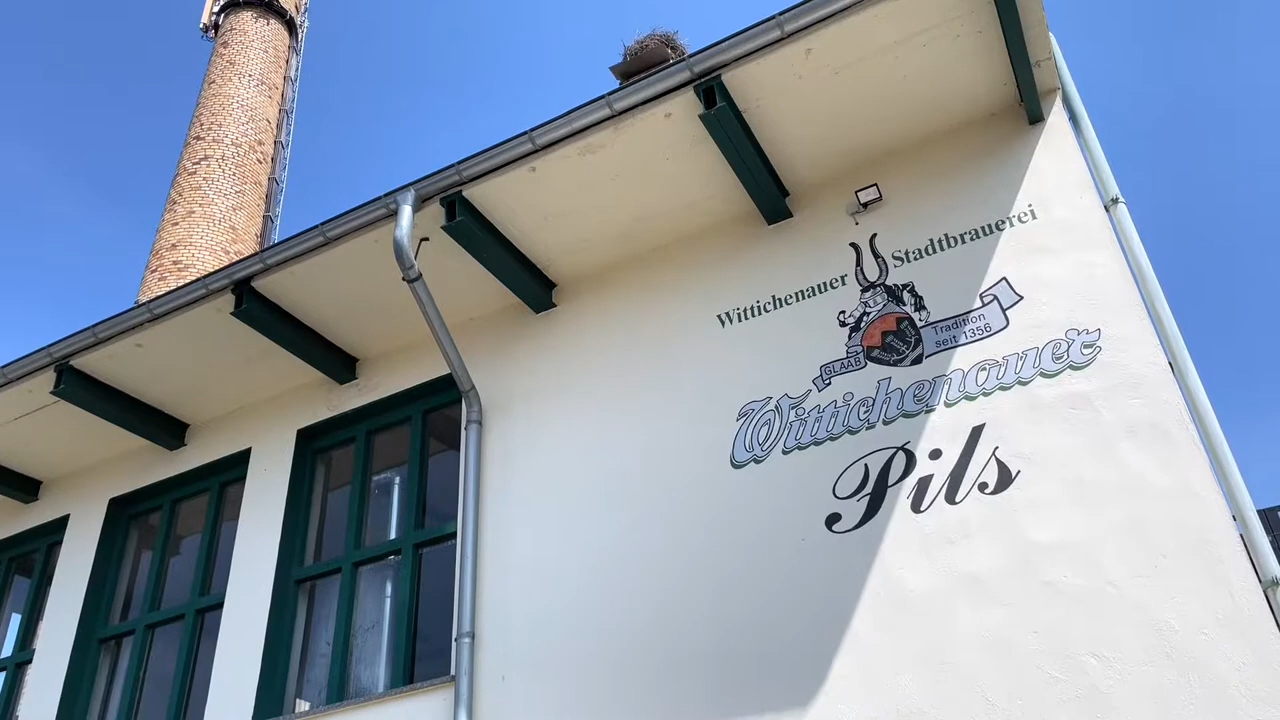 Wittichenauer Stadtbrauerei
Tradition
seit 1356
GLAAB
Wittichenauer
Pils